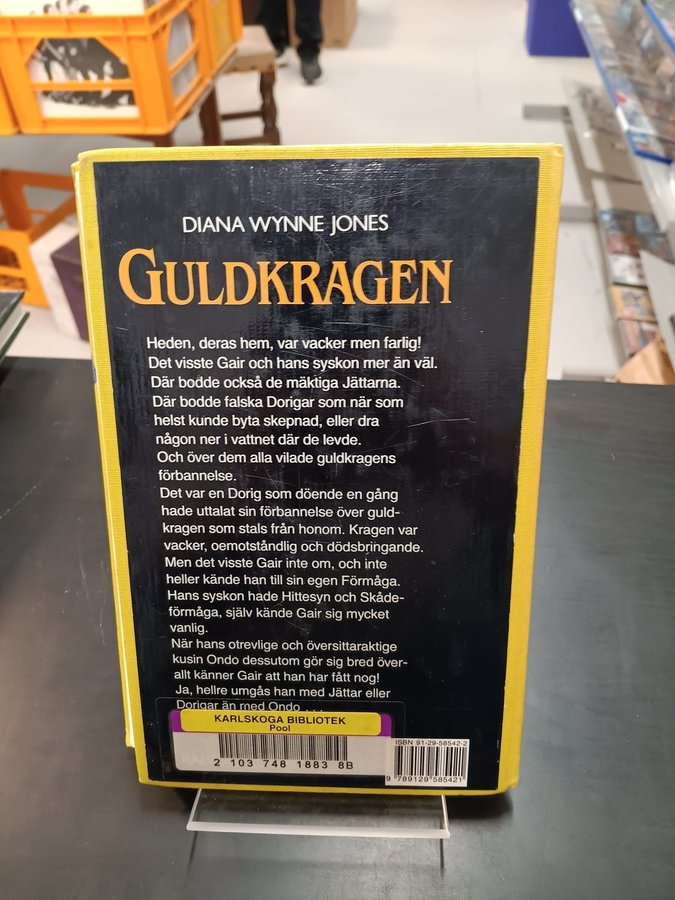 DIANA WYNNE JONES
GULDKRAGEN
Heden, deras hem, var vacker men farlig!
Det visste Gair och hans syskon mer än väl.
Där bodde också de mäktiga Jättarna.
Där bodde falska Dorigar som när som
helst kunde byta skepnad, eller dra
någon ner i vattnet där de levde.
Och över dem alla vilade guldkragens
förbannelse.
Det var en Dorig som döende en gång
hade uttalat sin förbannelse över guld-
kragen som stals från honom. Kragen var
vacker, oemotståndlig och dödsbringande.
Men det visste Gair inte om, och inte
heller kände han till sin egen Förmåga.
Hans syskon hade Hittesyn och Skåde-
förmåga, själv kände Gair sig mycket
vanlig.
När hans otrevlige och översittaraktige
kusin Ondo dessutom gör sig bred över-
allt känner Gair att han har fått nog!
Ja, hellre umgås han med Jättar eller
Dorigar än med Ondo . . .
KARLSKOGA BIBLIOTEK
Pool
2 103 748 1883 8B
ISBN 91-29-58542-2
9 789129 585421